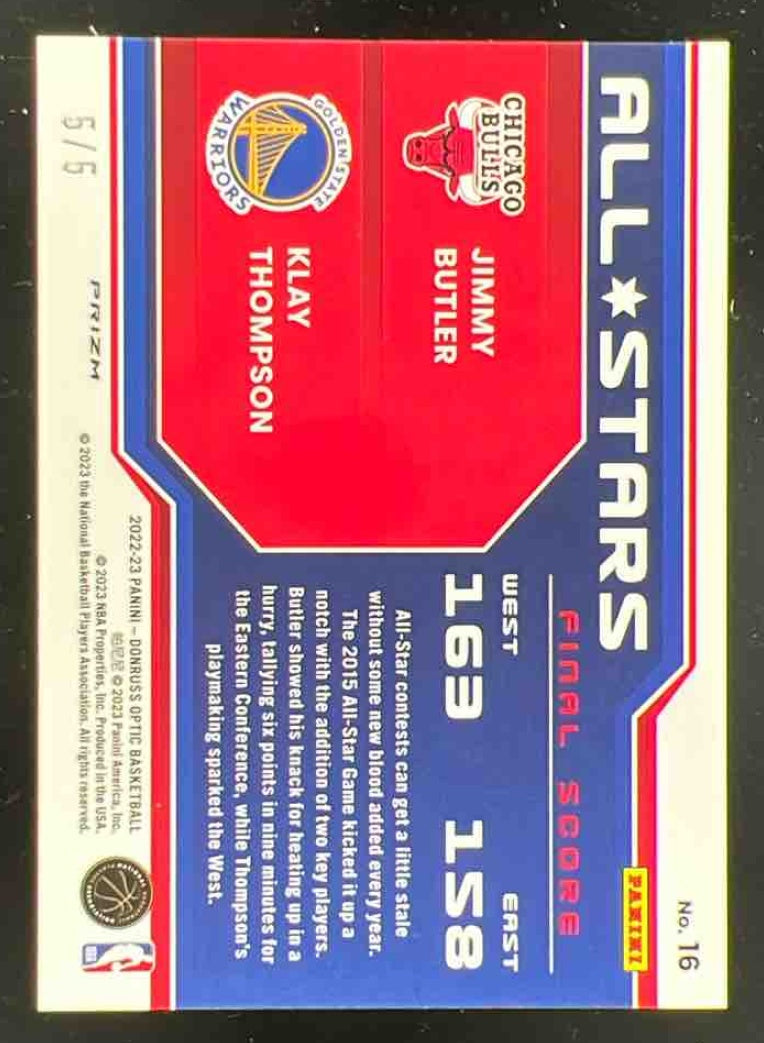 No. 16
PANINI
ALL★STARS
FINAL SCORE
WEST EAST
163 158
CHICAGO
BULLS
JIMMY
BUTLER
GOLDEN STATE
WARRIORS
KLAY
THOMPSON
All-Star contests can get a little stale
without some new blood added every year.
The 2015 All-Star Game kicked it up a
notch with the addition of two key players.
Butler showed his knack for heating up in a
hurry, tallying six points in nine minutes for
the Eastern Conference, while Thompson's
playmaking sparked the West.
5/5
PRIZM
2022-23 PANINI – DONRUSS OPTIC BASKETBALL
帕尼尼 © 2023 Panini America, Inc.
© 2023 NBA Properties, Inc. Produced in the USA.
© 2023 the National Basketball Players Association. All rights reserved.